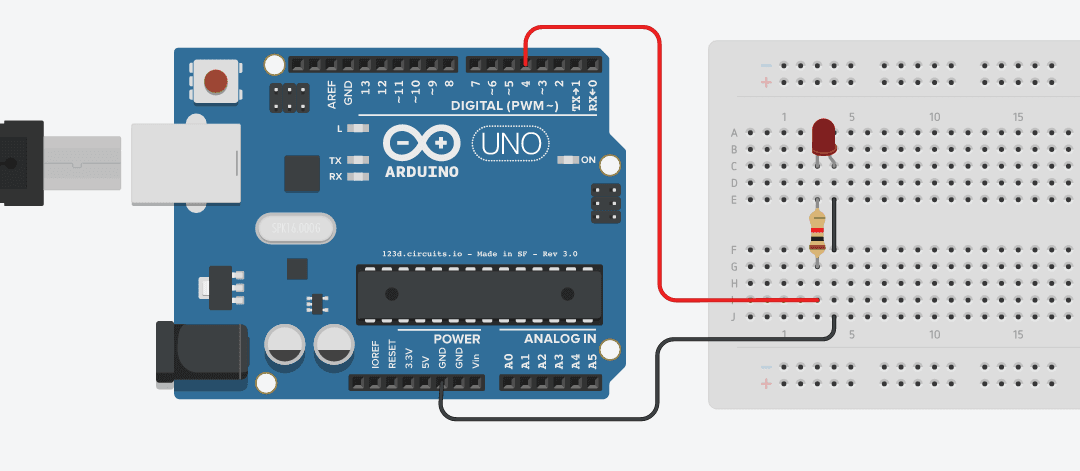 AREF
GND
13
12
~11
~10
~9
8
7
~6
~5
4
~3
2
TX→1
RX←0
DIGITAL (PWM~)
L
TX
RX
UNO
ON
ARDUINO
SPK16.000G
123d.circuits.io – Made in SF – Rev 3.0
POWER
ANALOG IN
IOREF
RESET
3.3V
5V
GND
GND
Vin
A0
A1
A2
A3
A4
A5
− +
1 5 10 15
A
B
C
D
E
F
G
H
I
J
1 5 10 15
− +